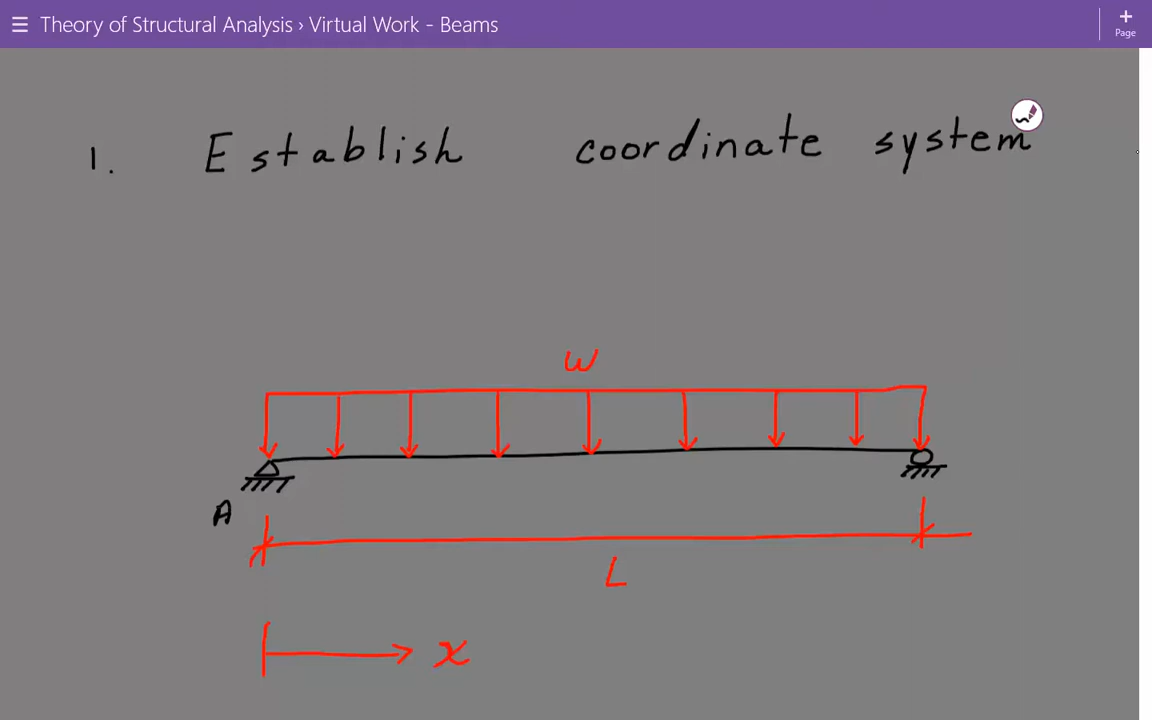 Theory of Structural Analysis › Virtual Work - Beams
Page
1. Establish coordinate system
w
A
L
x